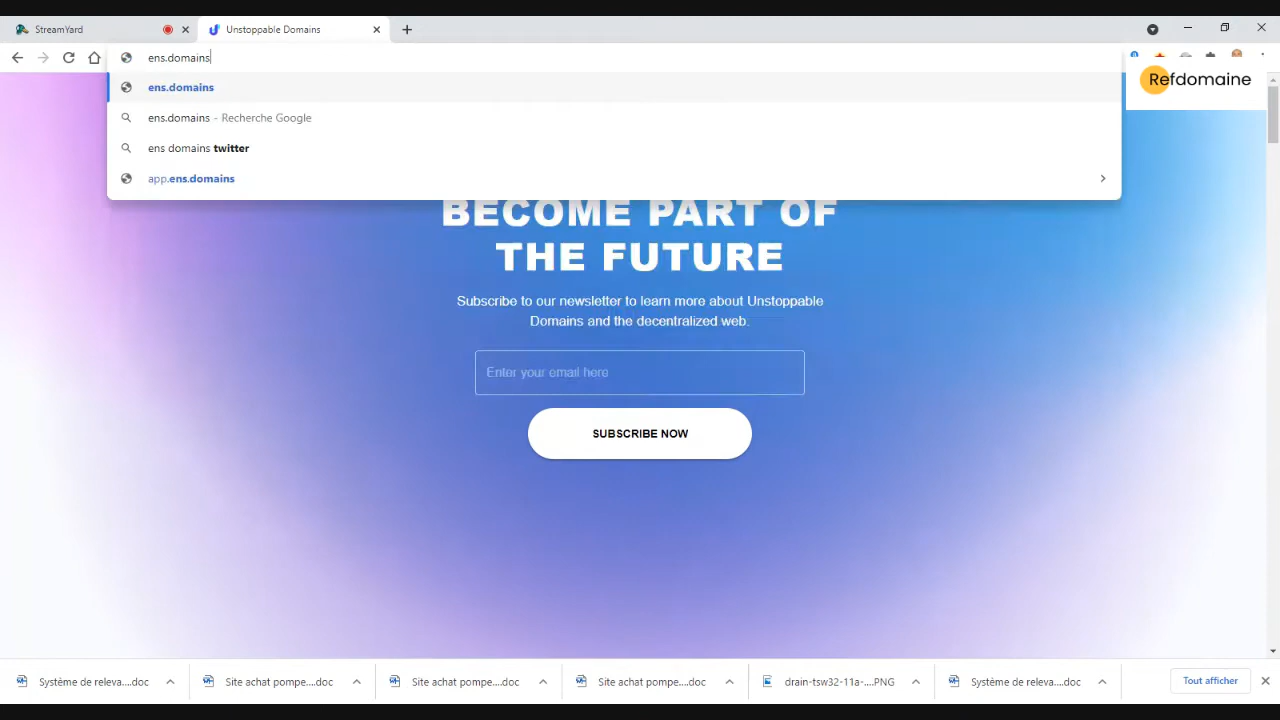 StreamYard
Unstoppable Domains
ens.domains
ens.domains
ens.domains - Recherche Google
ens domains twitter
app.ens.domains
Refdomaine
BECOME PART OF
THE FUTURE
Subscribe to our newsletter to learn more about Unstoppable
Domains and the decentralized web.
Enter your email here
SUBSCRIBE NOW
Système de releva....doc
Site achat pompe....doc
Site achat pompe....doc
Site achat pompe....doc
drain-tsw32-11a-....PNG
Système de releva....doc
Tout afficher